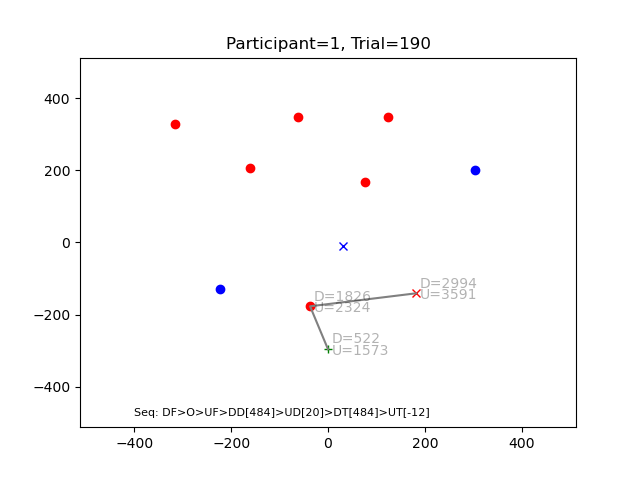 Participant=1, Trial=190
400
200
0
−200
−400
D=2994
U=3591
D=1826
U=2324
D=522
U=1573
Seq: DF>O>UF>DD[484]>UD[20]>DT[484]>UT[-12]
−400
−200
0
200
400